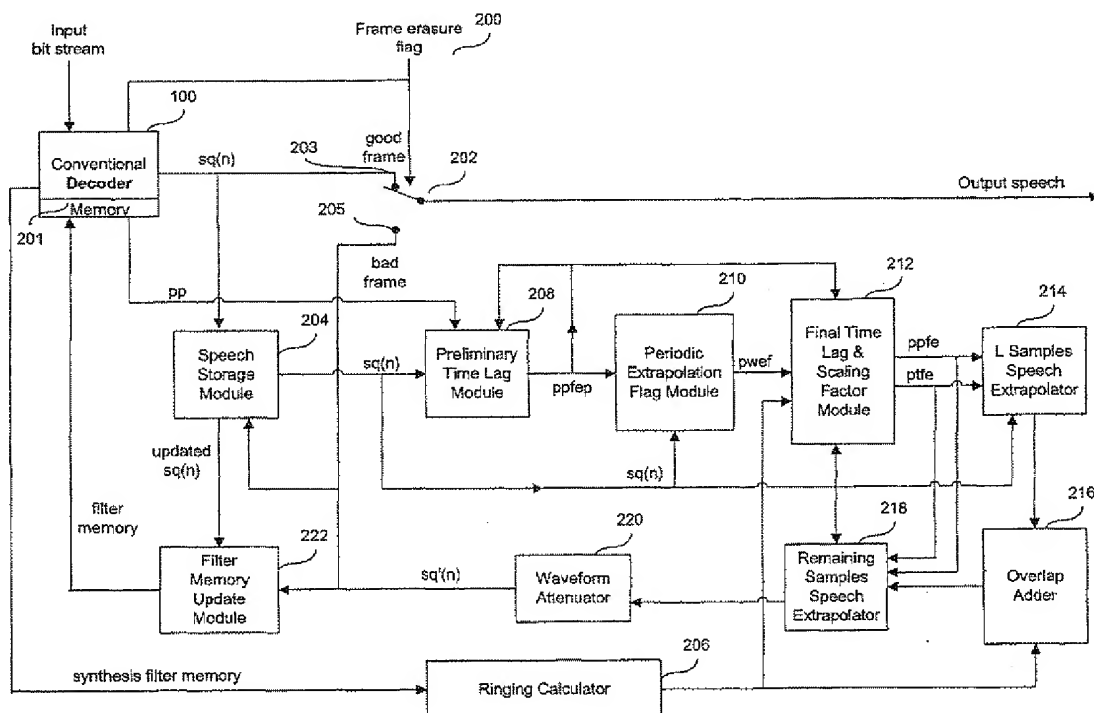 Input
bit stream
Frame erasure
flag
200
100
Conventional
Decoder
Memory
201
sq(n)
203
good
frame
202
Output speech
205
bad
frame
pp
204
Speech
Storage
Module
sq(n)
208
Preliminary
Time Lag
Module
ppfep
210
Periodic
Extrapolation
Flag Module
pwef
212
Final Time
Lag &
Scaling
Factor
Module
ppfe
ptfe
214
L Samples
Speech
Extrapolator
updated
sq(n)
sq(n)
filter
memory
222
Filter
Memory
Update
Module
sq'(n)
220
Waveform
Attenuator
218
Remaining
Samples
Speech
Extrapolator
216
Overlap
Adder
synthesis filter memory
206
Ringing Calculator